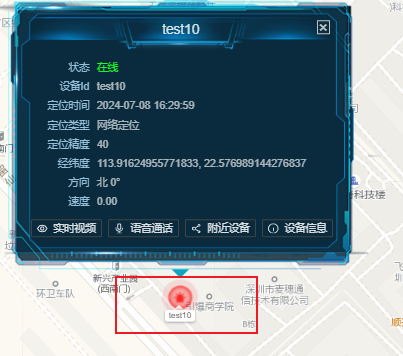 test10
状态 在线
设备Id test10
定位时间 2024-07-08 16:29:59
定位类型 网络定位
定位精度 40
经纬度 113.91624955771833, 22.576989144276837
方向 北 0°
速度 0.00
实时视频 语音通话 附近设备 设备信息
科技楼
新兴产业园
(西南门)
环卫车队
商学院
深圳市麦穗通
信技术有限公司
test10
B栋